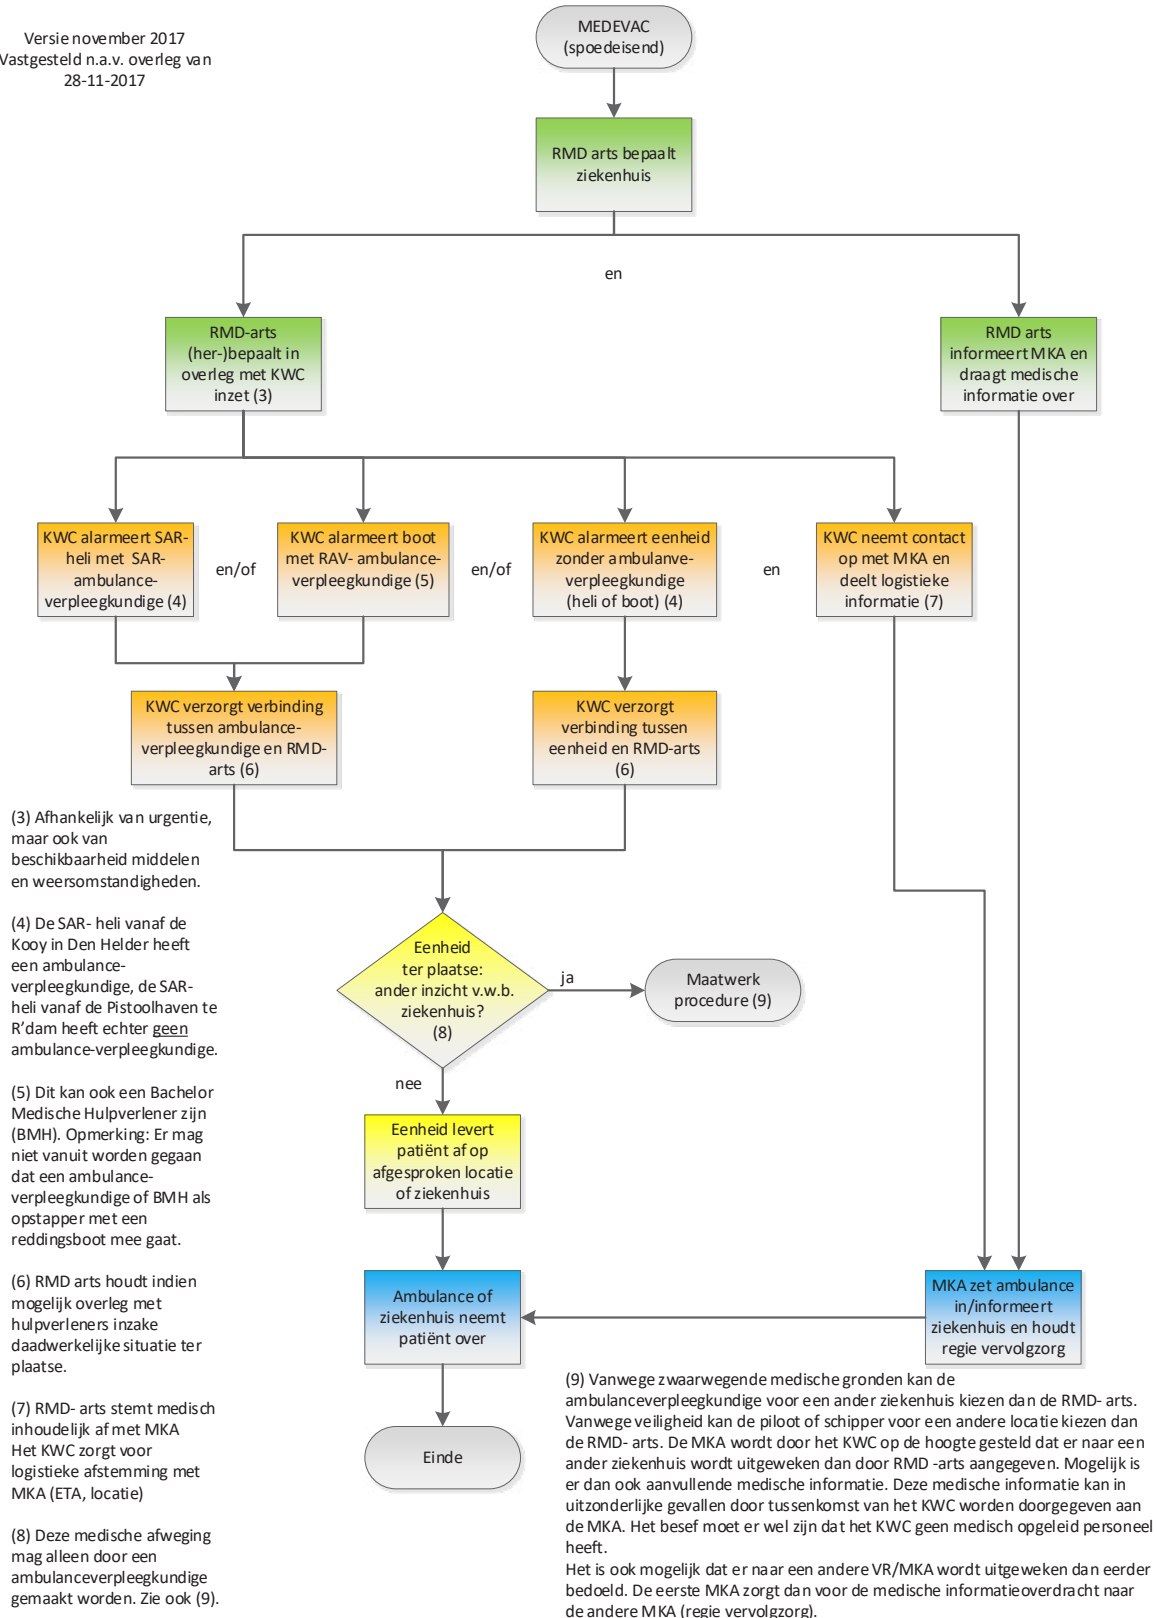 Versie november 2017
Vastgesteld n.a.v. overleg van
28-11-2017
MEDEVAC
(spoedeisend)
RMD arts bepaalt
ziekenhuis
en
RMD-arts
(her-)bepaalt in
overleg met KWC
inzet (3)
RMD arts
informeert MKA en
draagt medische
informatie over
KWC alarmeert SAR-
heli met SAR-
ambulance-
verpleegkundige (4)
en/of
KWC alarmeert boot
met RAV- ambulance-
verpleegkundige (5)
en/of
KWC alarmeert eenheid
zonder ambulanve-
verpleegkundige
(heli of boot) (4)
en
KWC neemt contact
op met MKA en
deelt logistieke
informatie (7)
KWC verzorgt verbinding
tussen ambulance-
verpleegkundige en RMD-
arts (6)
KWC verzorgt
verbinding tussen
eenheid en RMD-arts
(6)
(3) Afhankelijk van urgentie,
maar ook van
beschikbaarheid middelen
en weersomstandigheden.
(4) De SAR- heli vanaf de
Kooy in Den Helder heeft
een ambulance-
verpleegkundige, de SAR-
heli vanaf de Pistoolhaven te
R'dam heeft echter geen
ambulance-verpleegkundige.
(5) Dit kan ook een Bachelor
Medische Hulpverlener zijn
(BMH). Opmerking: Er mag
niet vanuit worden gegaan
dat een ambulance-
verpleegkundige of BMH als
opstapper met een
reddingsboot mee gaat.
(6) RMD arts houdt indien
mogelijk overleg met
hulpverleners inzake
daadwerkelijke situatie ter
plaatse.
(7) RMD- arts stemt medisch
inhoudelijk af met MKA
Het KWC zorgt voor
logistieke afstemming met
MKA (ETA, locatie)
(8) Deze medische afweging
mag alleen door een
ambulanceverpleegkundige
gemaakt worden. Zie ook (9).
Eenheid
ter plaatse:
ander inzicht v.w.b.
ziekenhuis?
(8)
ja
Maatwerk
procedure (9)
nee
Eenheid levert
patiënt af op
afgesproken locatie
of ziekenhuis
Ambulance of
ziekenhuis neemt
patiënt over
MKA zet ambulance
in/informeert
ziekenhuis en houdt
regie vervolgzorg
Einde
(9) Vanwege zwaarwegende medische gronden kan de
ambulanceverpleegkundige voor een ander ziekenhuis kiezen dan de RMD- arts.
Vanwege veiligheid kan de piloot of schipper voor een andere locatie kiezen dan
de RMD- arts. De MKA wordt door het KWC op de hoogte gesteld dat er naar een
ander ziekenhuis wordt uitgeweken dan door RMD -arts aangegeven. Mogelijk is
er dan ook aanvullende medische informatie. Deze medische informatie kan in
uitzonderlijke gevallen door tussenkomst van het KWC worden doorgegeven aan
de MKA. Het besef moet er wel zijn dat het KWC geen medisch opgeleid personeel
heeft.
Het is ook mogelijk dat er naar een andere VR/MKA wordt uitgeweken dan eerder
bedoeld. De eerste MKA zorgt dan voor de medische informatieoverdracht naar
de andere MKA (regie vervolgzorg).